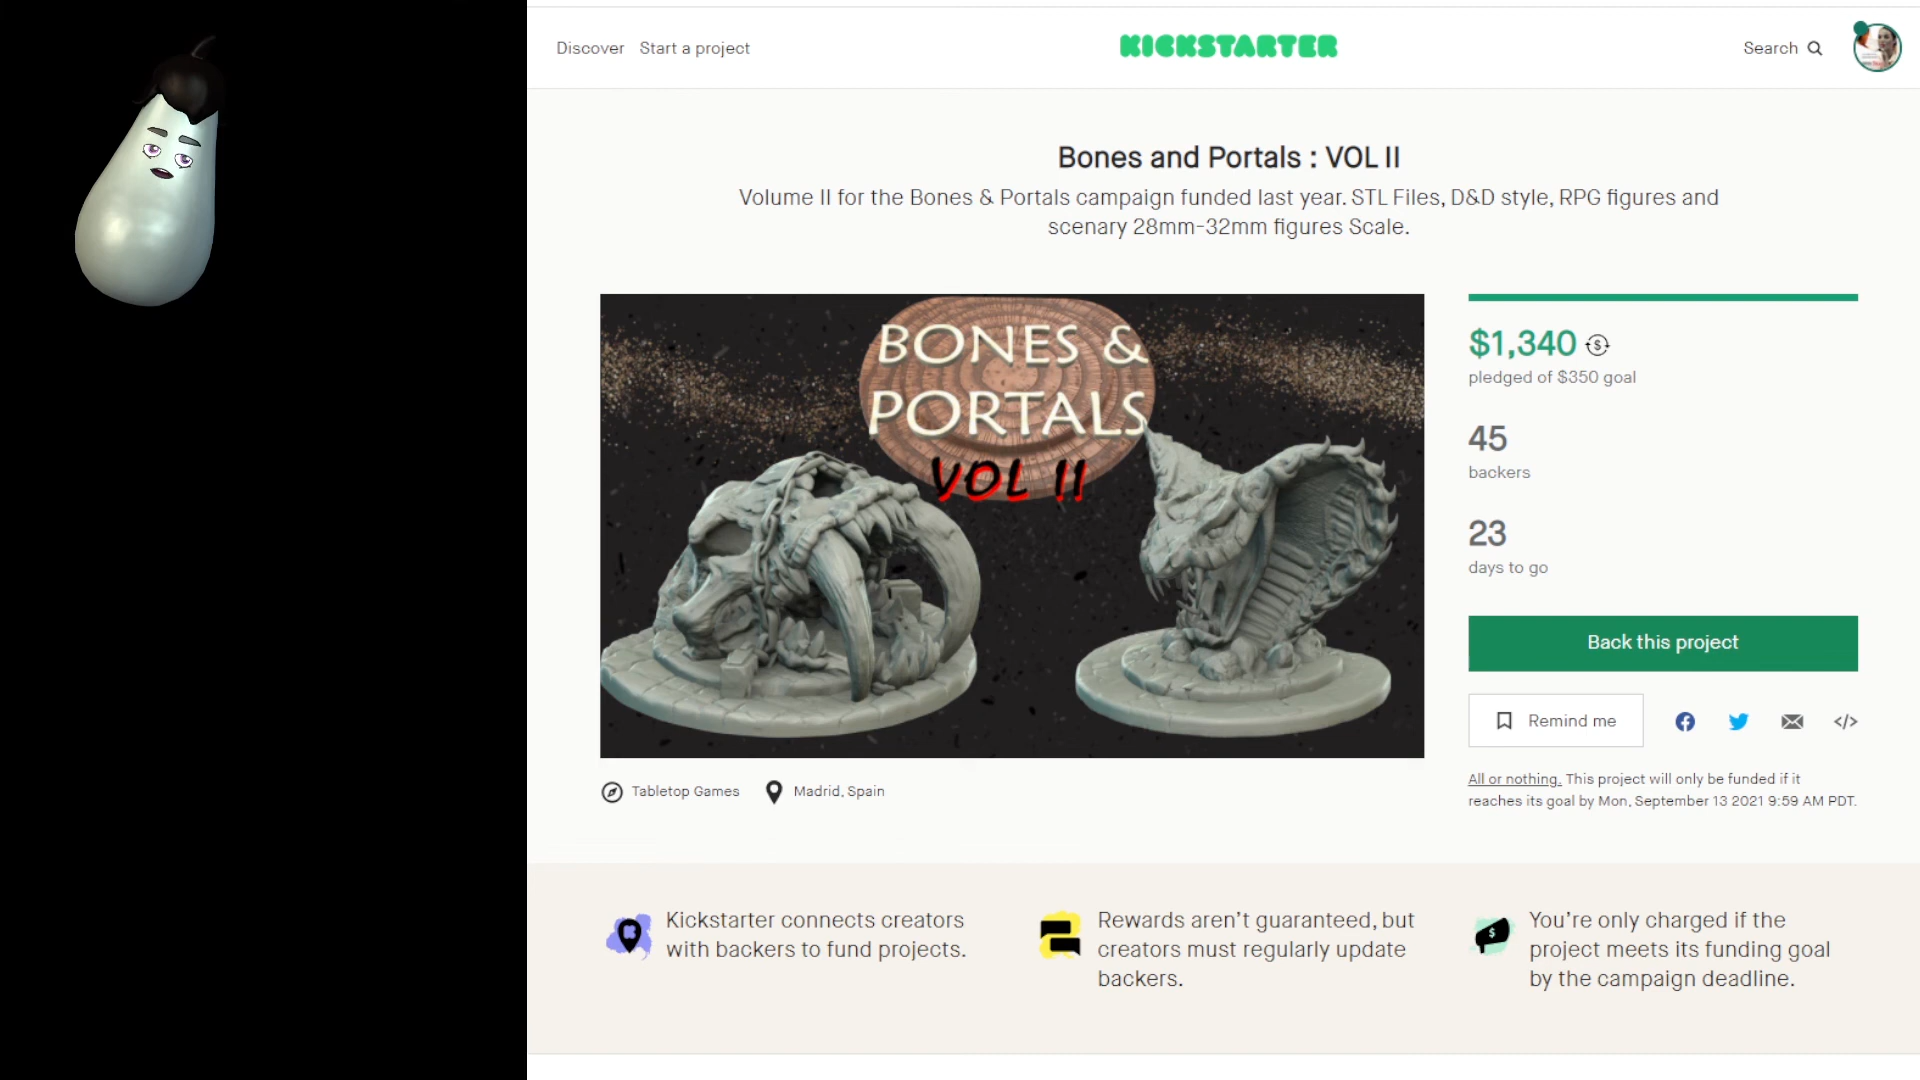 Discover Start a project
KICKSTARTER
Search
Bones and Portals : VOL II
Volume II for the Bones & Portals campaign funded last year. STL Files, D&D style, RPG figures and
scenary 28mm-32mm figures Scale.
BONES &
PORTALS
VOL II
$1,340
pledged of $350 goal
45
backers
23
days to go
Back this project
Remind me
</>
All or nothing. This project will only be funded if it
reaches its goal by Mon, September 13 2021 9:59 AM PDT.
Tabletop Games Madrid, Spain
Kickstarter connects creators
with backers to fund projects.
Rewards aren't guaranteed, but
creators must regularly update
backers.
You're only charged if the
project meets its funding goal
by the campaign deadline.